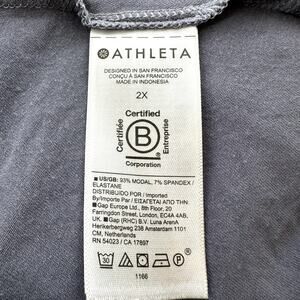 ATHLETA
DESIGNED IN SAN FRANCISCO
CONÇU À SAN FRANCISCO
MADE IN INDONESIA
2X
Certified
Certifiée
B
Entreprise
Corporation
US/GB: 93% MODAL, 7% SPANDEX /
ELASTANE
DISTRIBUTED POR / Imported
By/Importé Par / ΕΙΣΑΓΕΤΑΙ ΑΠΟ ΤΗΝ:
Gap Europe Ltd., 8th Floor, 20
Farringdon Street, London, EC4A 4AB,
UK, Gap (RHC) B.V. Luna ArenA
Herikerbergweg 238 Amsterdam 1101
CM, Netherlands
RN 54023 / CA 17897
30
P
1166